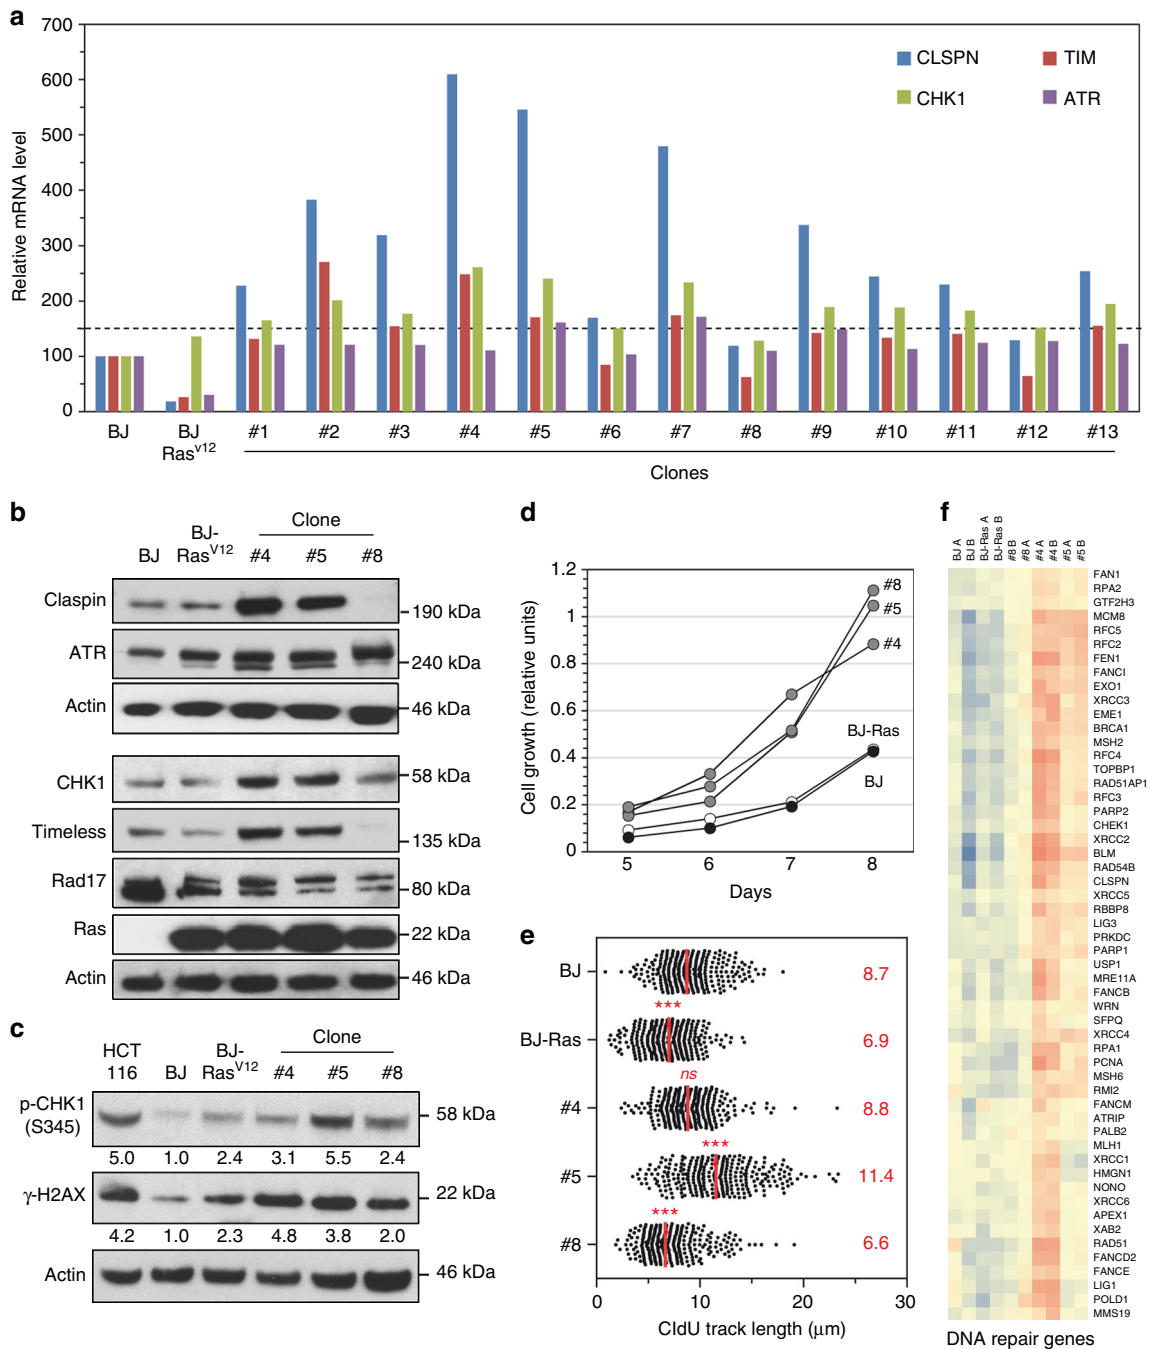 a
700
600
500
400
300
200
100
0
Relative mRNA level
CLSPN
TIM
CHK1
ATR
BJ
BJ
Rasv12
#1
#2
#3
#4
#5
#6
#7
#8
#9
#10
#11
#12
#13
Clones
b
Clone
BJ
BJ-
RasV12
#4
#5
#8
Claspin
190 kDa
ATR
240 kDa
Actin
46 kDa
CHK1
58 kDa
Timeless
135 kDa
Rad17
80 kDa
Ras
22 kDa
Actin
46 kDa
c
Clone
HCT
116
BJ
BJ-
RasV12
#4
#5
#8
p-CHK1
(S345)
58 kDa
5.0 1.0 2.4 3.1 5.5 2.4
γ-H2AX
22 kDa
4.2 1.0 2.3 4.8 3.8 2.0
Actin
46 kDa
d
1.2
1
0.8
0.6
0.4
0.2
0
Cell growth (relative units)
#8
#5
#4
BJ-Ras
BJ
5 6 7 8
Days
e
BJ
8.7
***
BJ-Ras
6.9
ns
#4
8.8
***
#5
11.4
***
#8
6.6
0 10 20 30
CldU track length (μm)
f
BJ A
BJ B
BJ-Ras A
BJ-Ras B
#8 B
#8 A
#4 A
#4 B
#5 A
#5 B
FAN1
RPA2
GTF2H3
MCM8
RFC5
RFC2
FEN1
FANCI
EXO1
XRCC3
EME1
BRCA1
MSH2
RFC4
TOPBP1
RAD51AP1
RFC3
PARP2
CHEK1
XRCC2
BLM
RAD54B
CLSPN
XRCC5
RBBP8
LIG3
PRKDC
PARP1
USP1
MRE11A
FANCB
WRN
SFPQ
XRCC4
RPA1
PCNA
MSH6
RMI2
FANCM
ATRIP
PALB2
MLH1
XRCC1
HMGN1
NONO
XRCC6
APEX1
XAB2
RAD51
FANCD2
FANCE
LIG1
POLD1
MMS19
DNA repair genes